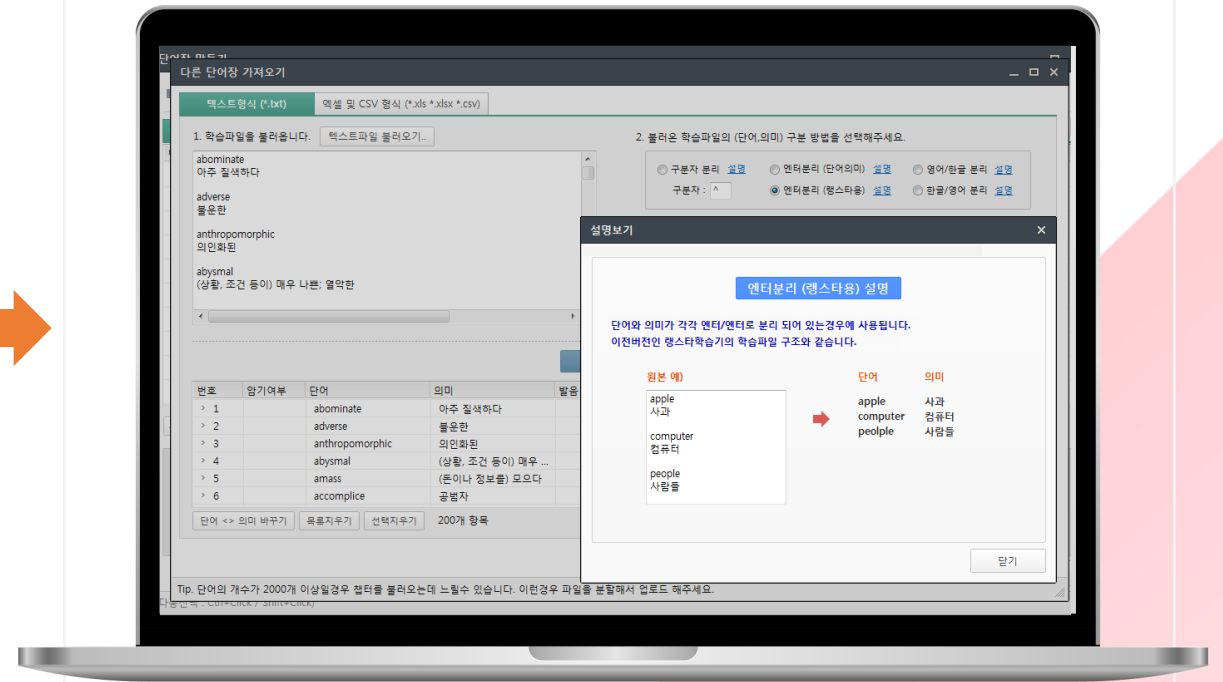 단어장 만들기
다른 단어장 가져오기
텍스트형식 (*.txt)
엑셀 및 CSV 형식 (*.xls *.xlsx *.csv)
1. 학습파일을 불러옵니다.
텍스트파일 불러오기..
2. 불러온 학습파일의 (단어,의미) 구분 방법을 선택해주세요.
abominate
아주 질색하다
adverse
불운한
anthropomorphic
의인화된
abysmal
(상황, 조건 등이) 매우 나쁜; 열악한
구분자 분리 설명
엔터분리 (단어의미) 설명
영어/한글 분리 설명
구분자 : ^
엔터분리 (랭스타용) 설명
한글/영어 분리 설명
번호 암기여부 단어 의미 발음
1 abominate 아주 질색하다
2 adverse 불운한
3 anthropomorphic 의인화된
4 abysmal (상황, 조건 등이) 매우 ...
5 amass (돈이나 정보를) 모으다
6 accomplice 공범자
단어 <> 의미 바꾸기
목록지우기
선택지우기
200개 항목
설명보기
엔터분리 (랭스타용) 설명
단어와 의미가 각각 엔터/엔터로 분리 되어 있는경우에 사용됩니다.
이전버전인 랭스타학습기의 학습파일 구조와 같습니다.
원본 예)
apple
사과
computer
컴퓨터
people
사람들
단어 의미
apple 사과
computer 컴퓨터
peolple 사람들
닫기
Tip. 단어의 개수가 2000개 이상일경우 챕터를 불러오는데 느릴수 있습니다. 이런경우 파일을 분할해서 업로드 해주세요.
다중선택 : Ctrl+Click / Shift+Click)